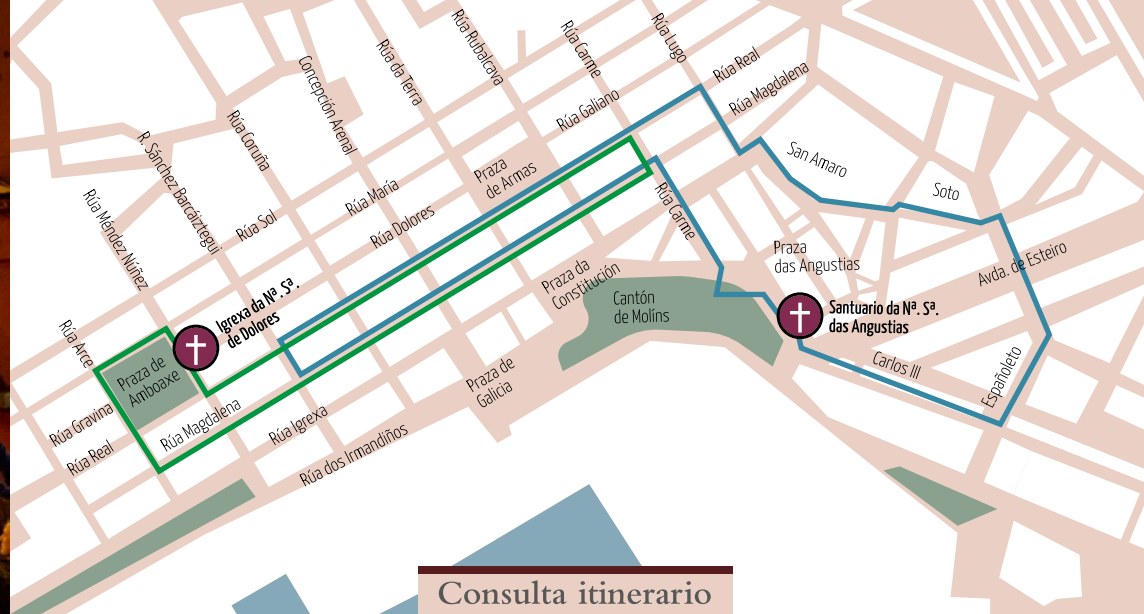 Rúa Rubalcava
Rúa Carme
Rúa Lugo
Rúa da Terra
Concepción Arenal
Rúa Real
Rúa Magdalena
Rúa Galiano
Rúa Coruña
R. Sánchez Barcáiztegui
Rúa Méndez Núñez
San Amaro
Soto
Praza
de Armas
Rúa María
Rúa Dolores
Rúa Sol
Rúa Carme
Praza
das Angustias
Avda. de Esteiro
Praza da
Constitución
Cantón
de Molíns
Igrexa da Nª. Sª.
de Dolores
Santuario da Nª. Sª.
das Angustias
Rúa Arce
Praza de
Amboaxe
Carlos III
Españoleto
Praza de
Galicia
Rúa Gravina
Rúa Real
Rúa Magdalena
Rúa Igrexa
Rúa dos Irmandiños
Consulta itinerario